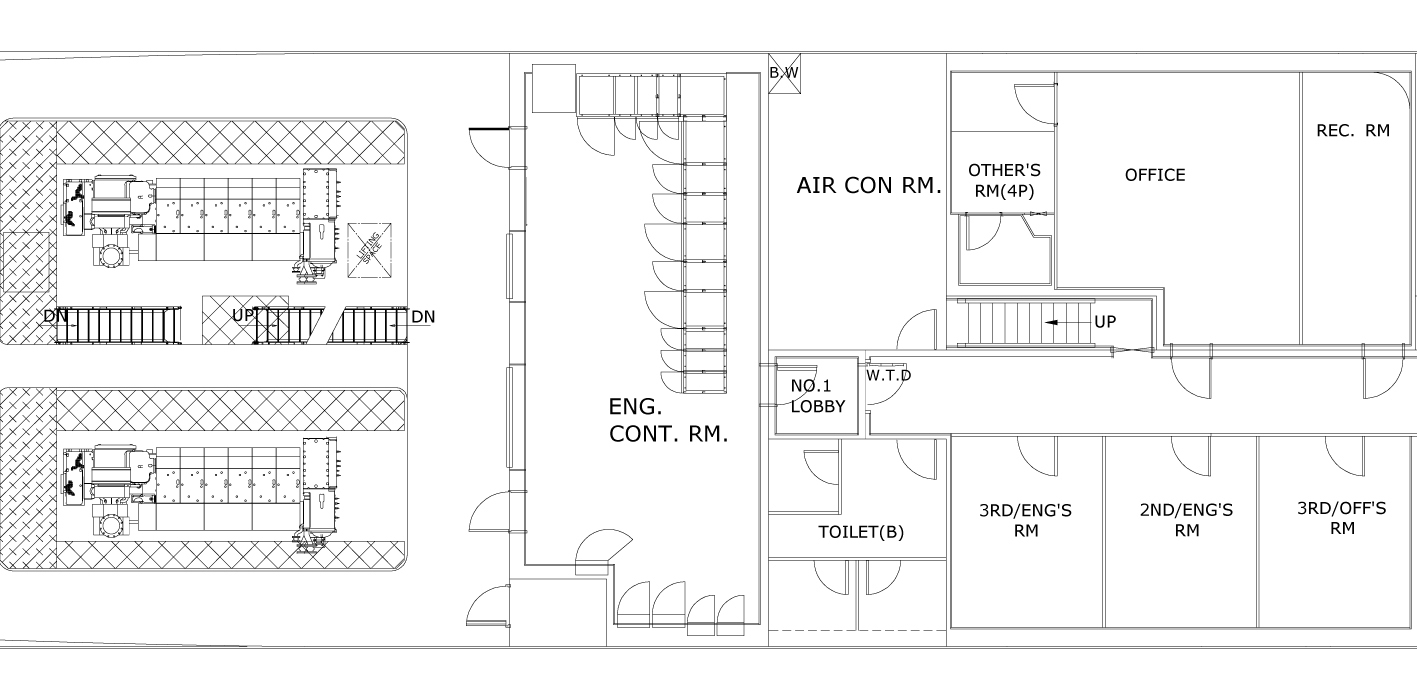 B.W
REC. RM
OTHER'S
RM(4P)
OFFICE
AIR CON RM.
LIFTING
SPACE
DN
UP
DN
UP
W.T.D
NO.1
LOBBY
ENG.
CONT. RM.
3RD/ENG'S
RM
2ND/ENG'S
RM
3RD/OFF'S
RM
TOILET(B)